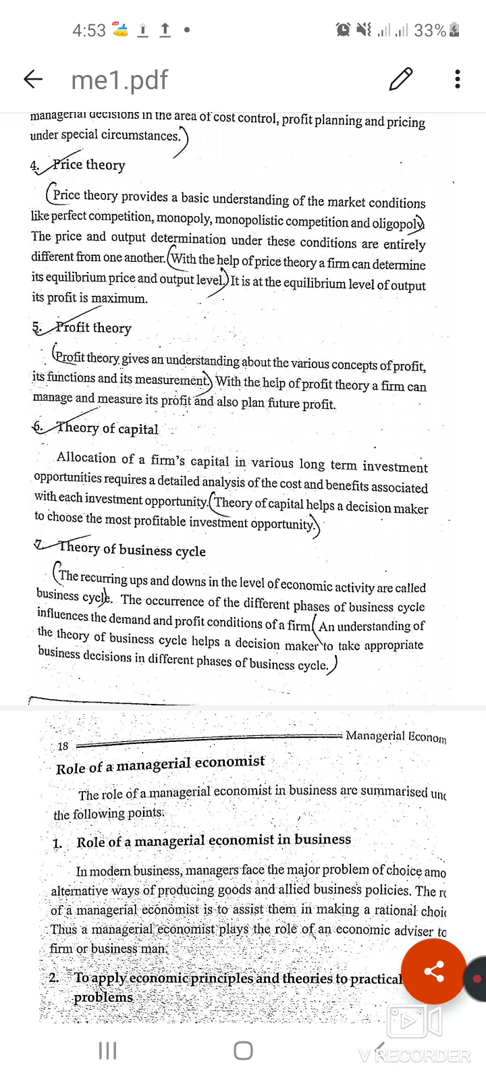 4:53
33%
me1.pdf
managerial decisions in the area of cost control, profit planning and pricing
under special circumstances.)
4. Price theory
(Price theory provides a basic understanding of the market conditions
like perfect competition, monopoly, monopolistic competition and oligopoly)
The price and output determination under these conditions are entirely
different from one another. (With the help of price theory a firm can determine
its equilibrium price and output level.) It is at the equilibrium level of output
its profit is maximum.
5. Profit theory
(Profit theory gives an understanding about the various concepts of profit,
its functions and its measurement.) With the help of profit theory a firm can
manage and measure its profit and also plan future profit.
6. Theory of capital
Allocation of a firm's capital in various long term investment
opportunities requires a detailed analysis of the cost and benefits associated
with each investment opportunity. (Theory of capital helps a decision maker
to choose the most profitable investment opportunity.)
7. Theory of business cycle
(The recurring ups and downs in the level of economic activity are called
business cycle. The occurrence of the different phases of business cycle
influences the demand and profit conditions of a firm (An understanding of
the theory of business cycle helps a decision maker to take appropriate
business decisions in different phases of business cycle.)
18 Managerial Econom
Role of a managerial economist
The role of a managerial economist in business are summarised und
the following points:
1. Role of a managerial economist in business
In modern business, managers face the major problem of choice amo
alternative ways of producing goods and allied business policies. The ro
of a managerial economist is to assist them in making a rational choic
Thus a managerial economist plays the role of an economic adviser to
firm or business man.
2. To apply economic principles and theories to practical
problems
V RECORDER